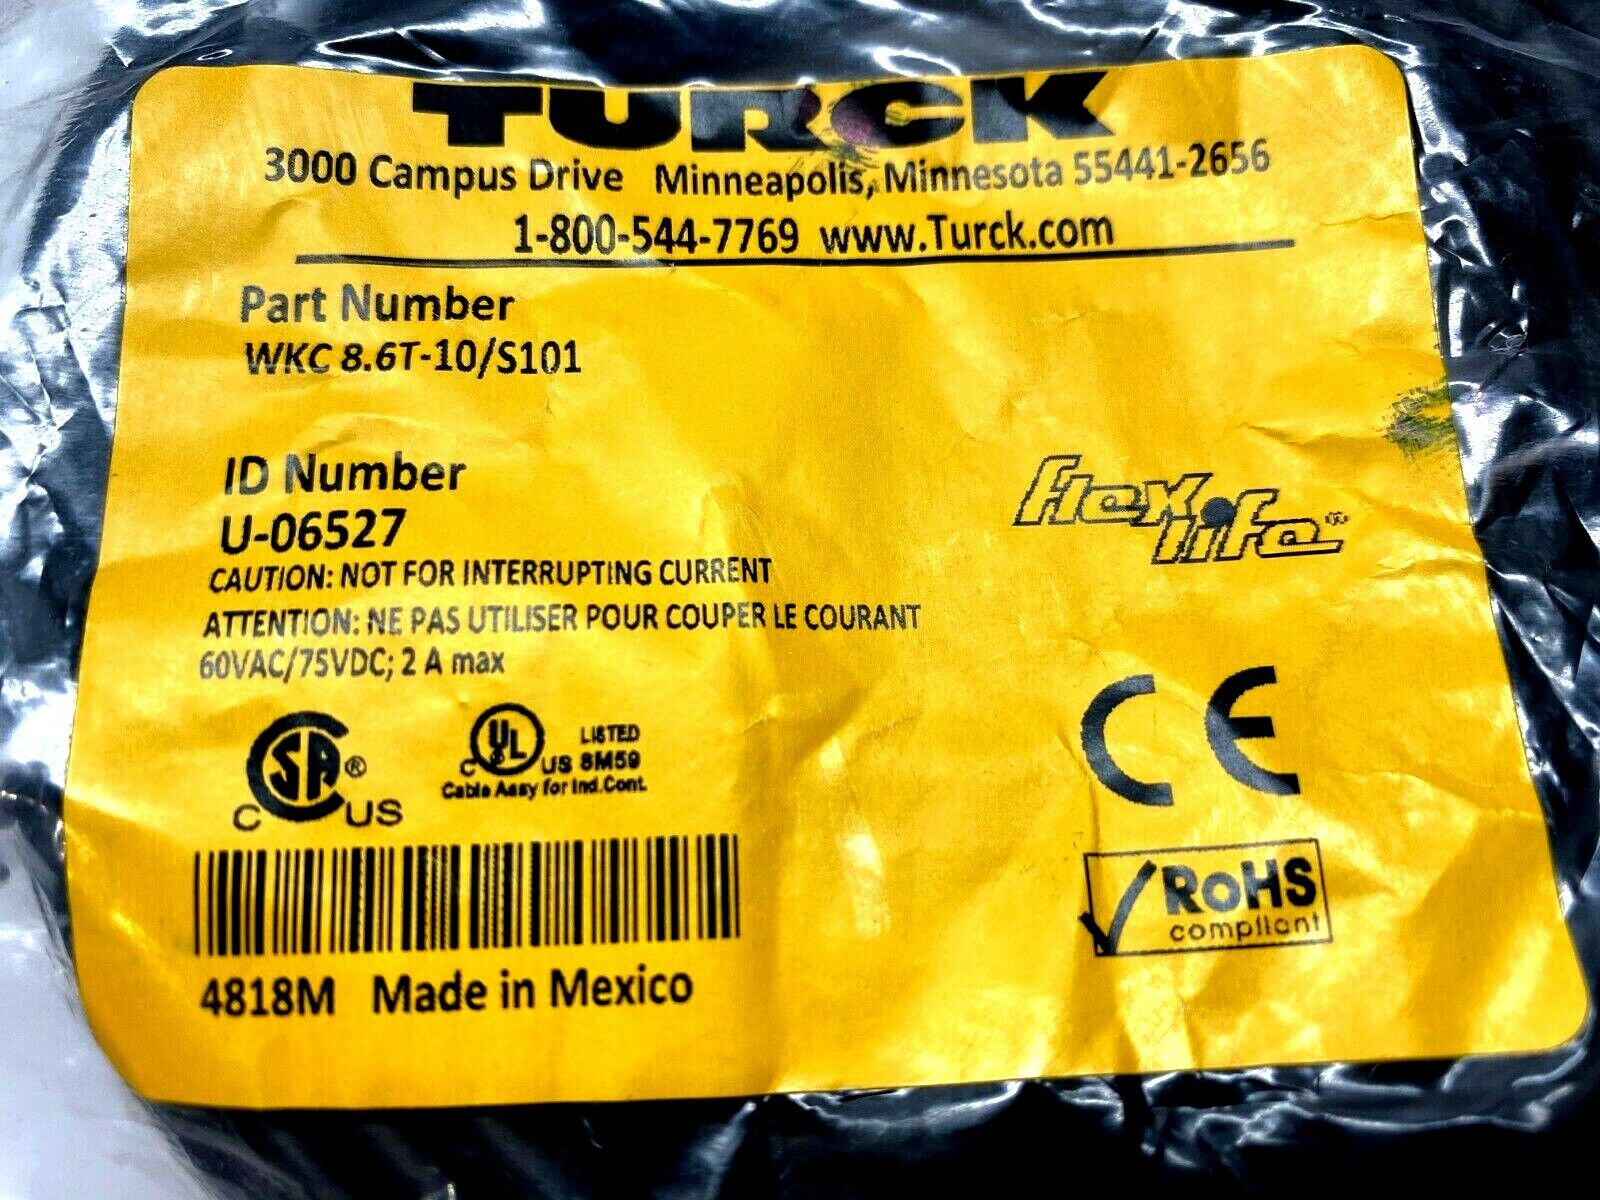 TURCK
3000 Campus Drive Minneapolis, Minnesota 55441-2656
1-800-544-7769 www.Turck.com
Part Number
WKC 8.6T-10/S101
ID Number
U-06527
flexlife®
CAUTION: NOT FOR INTERRUPTING CURRENT
ATTENTION: NE PAS UTILISER POUR COUPER LE COURANT
60VAC/75VDC; 2 A max
CSA®
C US
C UL US LISTED 8M59
Cable Assy for Ind.Cont.
CE
RoHS
compliant
4818M Made in Mexico